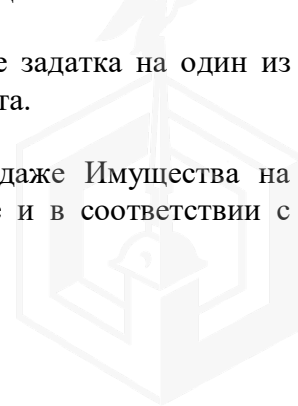 е задатка на один из
та.
даже Имущества на
е и в соответствии с